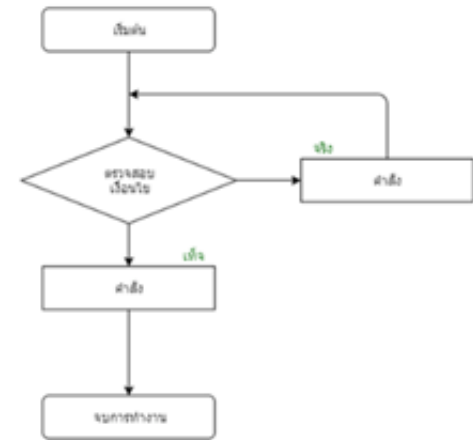 เริ่มต้น
จริง
ตรวจสอบ
เงื่อนไข
คำสั่ง
เท็จ
คำสั่ง
จบการทำงาน